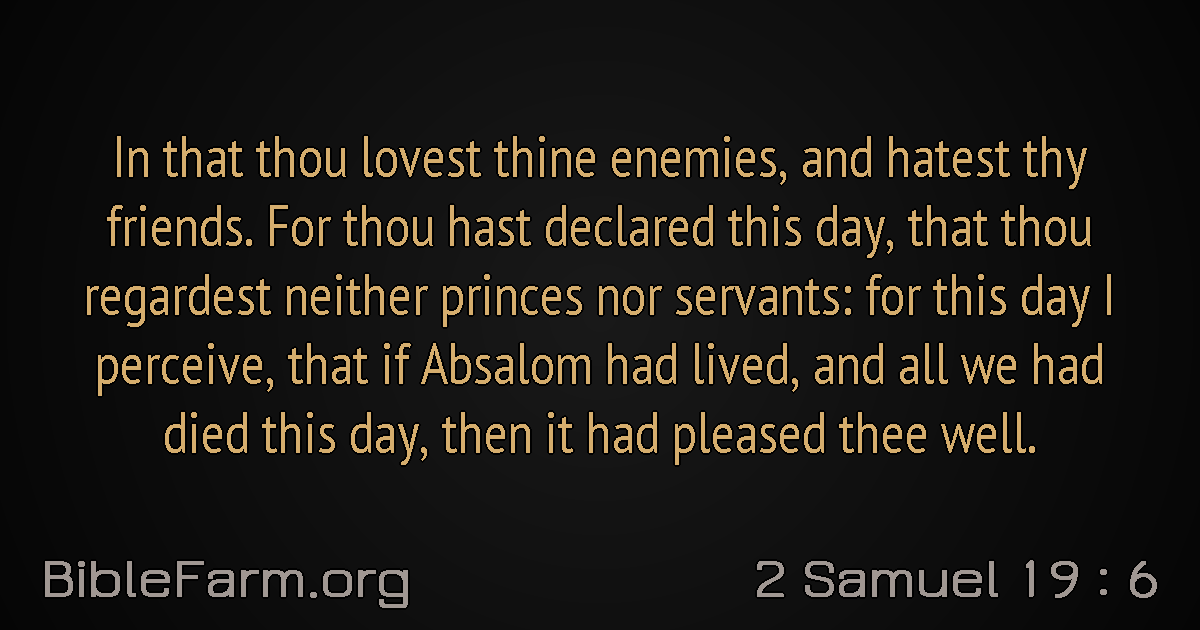 In that thou lovest thine enemies, and hatest thy
friends. For thou hast declared this day, that thou
regardest neither princes nor servants: for this day I
perceive, that if Absalom had lived, and all we had
died this day, then it had pleased thee well.
BibleFarm.org
2 Samuel 19 : 6